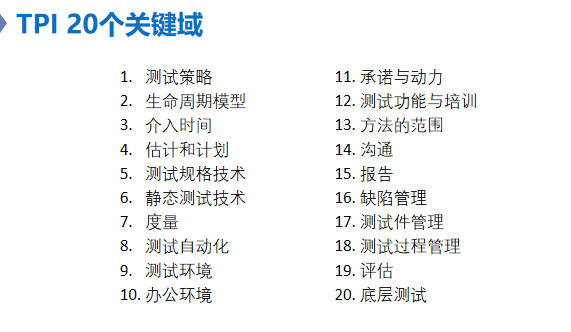 TPI 20个关键域
1. 测试策略
2. 生命周期模型
3. 介入时间
4. 估计和计划
5. 测试规格技术
6. 静态测试技术
7. 度量
8. 测试自动化
9. 测试环境
10. 办公环境
11. 承诺与动力
12. 测试功能与培训
13. 方法的范围
14. 沟通
15. 报告
16. 缺陷管理
17. 测试件管理
18. 测试过程管理
19. 评估
20. 底层测试